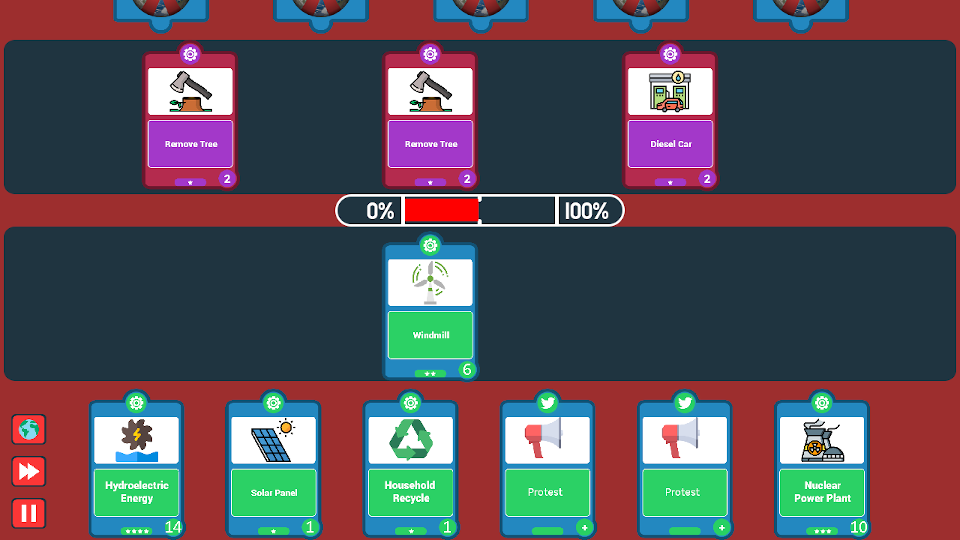 Remove Tree
2
Remove Tree
2
Diesel Car
2
0%
100%
Windmill
6
Hydroelectric
Energy
14
Solar Panel
1
Household
Recycle
1
Protest
+
Protest
+
Nuclear
Power Plant
10